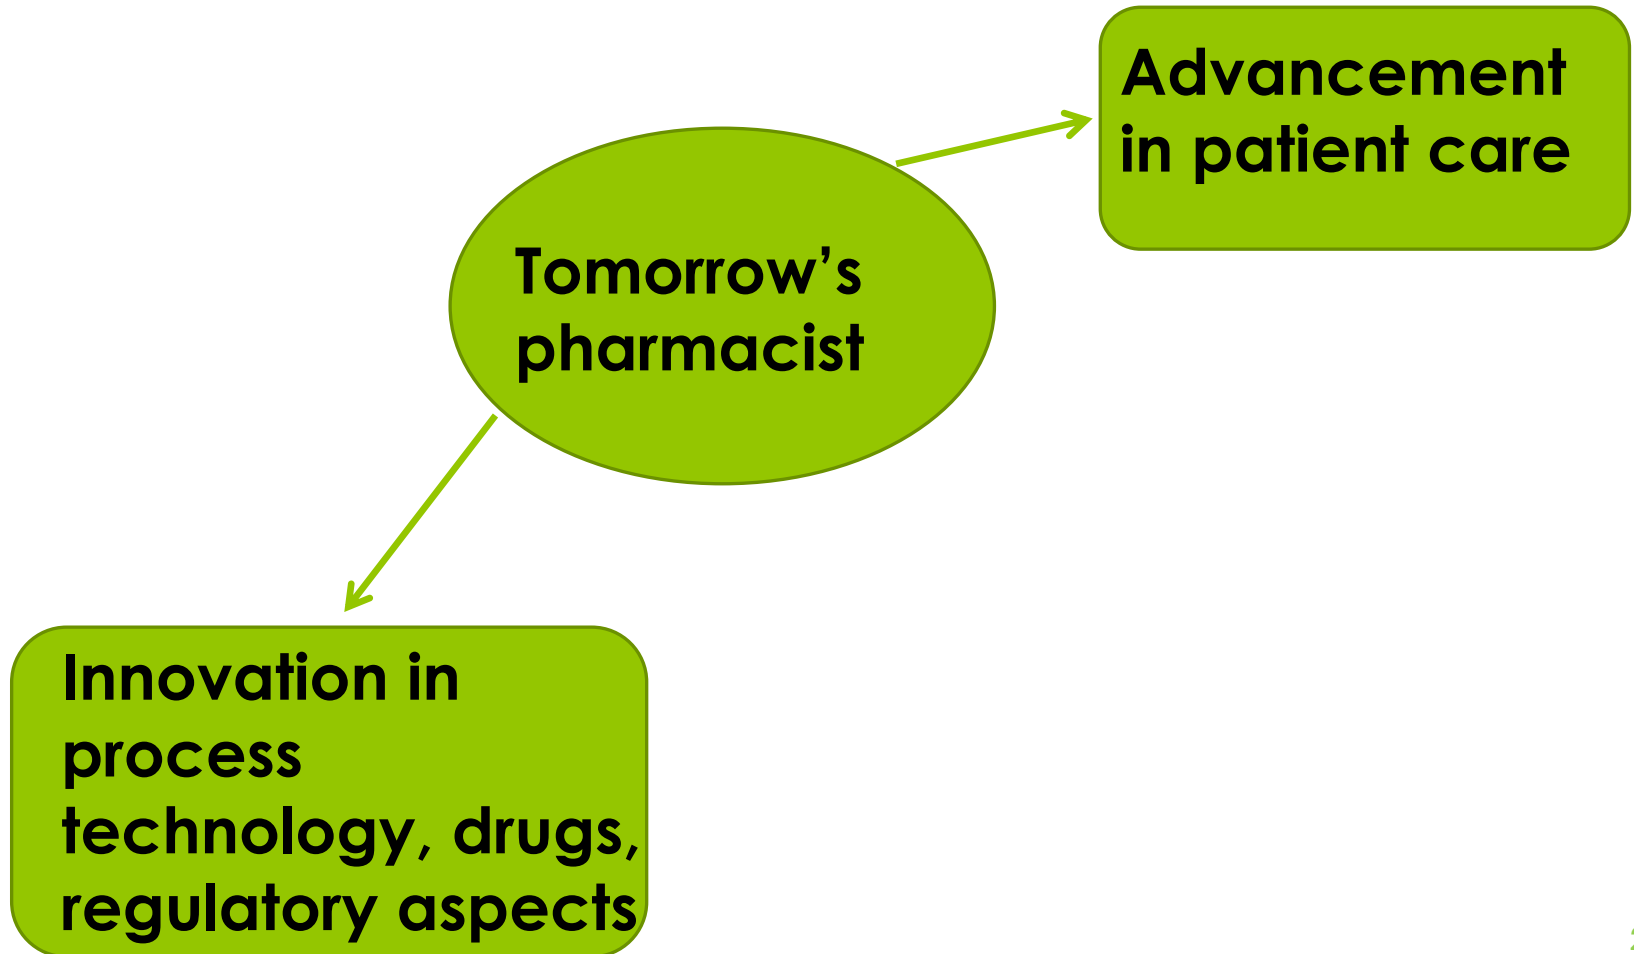 Advancement
in patient care
Tomorrow’s
pharmacist
Innovation in
process
technology, drugs,
regulatory aspects